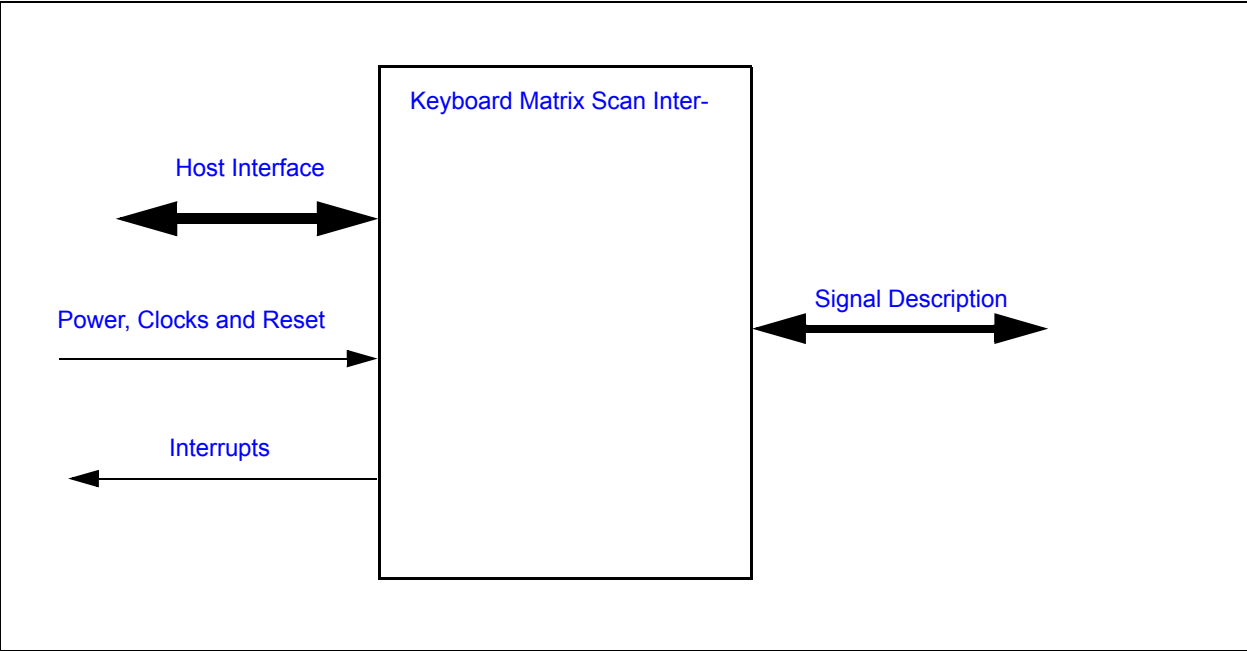 Keyboard Matrix Scan Inter-
Host Interface
Signal Description
Power, Clocks and Reset
Interrupts